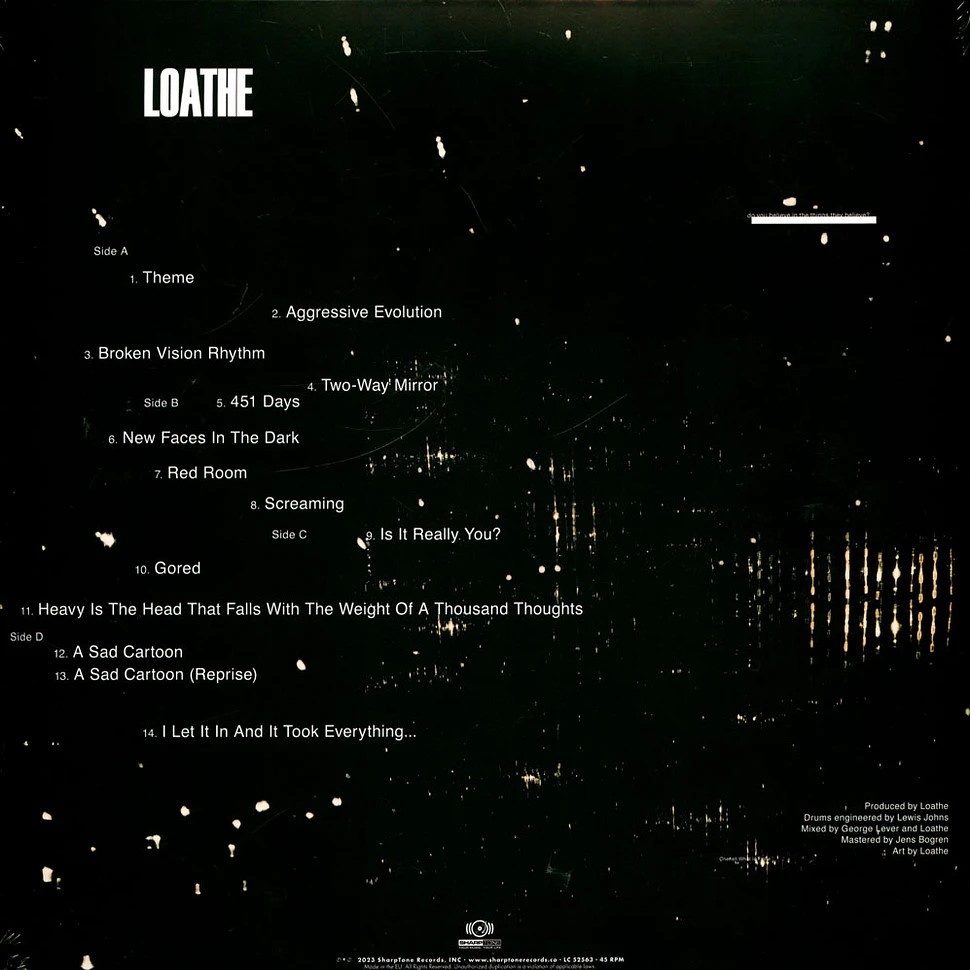 LOATHE
do you believe in the things they believe?
Side A
1. Theme
2. Aggressive Evolution
3. Broken Vision Rhythm
4. Two-Way Mirror
Side B
5. 451 Days
6. New Faces In The Dark
7. Red Room
8. Screaming
Side C
9. Is It Really You?
10. Gored
11. Heavy Is The Head That Falls With The Weight Of A Thousand Thoughts
Side D
12. A Sad Cartoon
13. A Sad Cartoon (Reprise)
14. I Let It In And It Took Everything...
Produced by Loathe
Drums engineered by Lewis Johns
Mixed by George Lever and Loathe
Mastered by Jens Bogren
Art by Loathe
SHARPTONE
2023 SharpTone Records, INC • www.sharptonerecords.co • LC 52563 • 45 RPM
Made in the EU. All Rights Reserved. Unauthorized duplication is a violation of applicable laws.